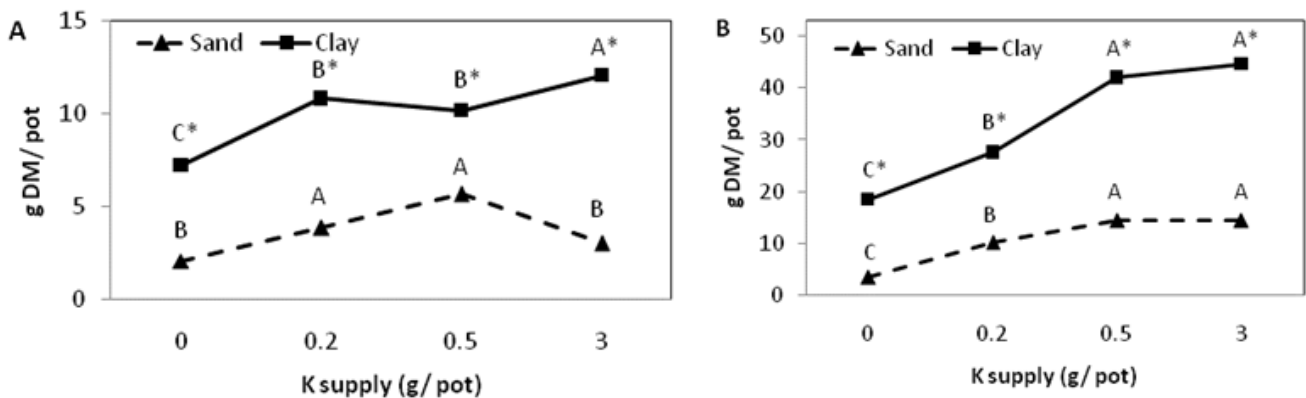 A
g DM/ pot
15
10
5
0
Sand Clay
C* B* B* A*
B A A B
0 0.2 0.5 3
K supply (g/ pot)
B
g DM/ pot
50
40
30
20
10
0
Sand Clay
C* B* A* A*
C B A A
0 0.2 0.5 3
K supply (g/ pot)